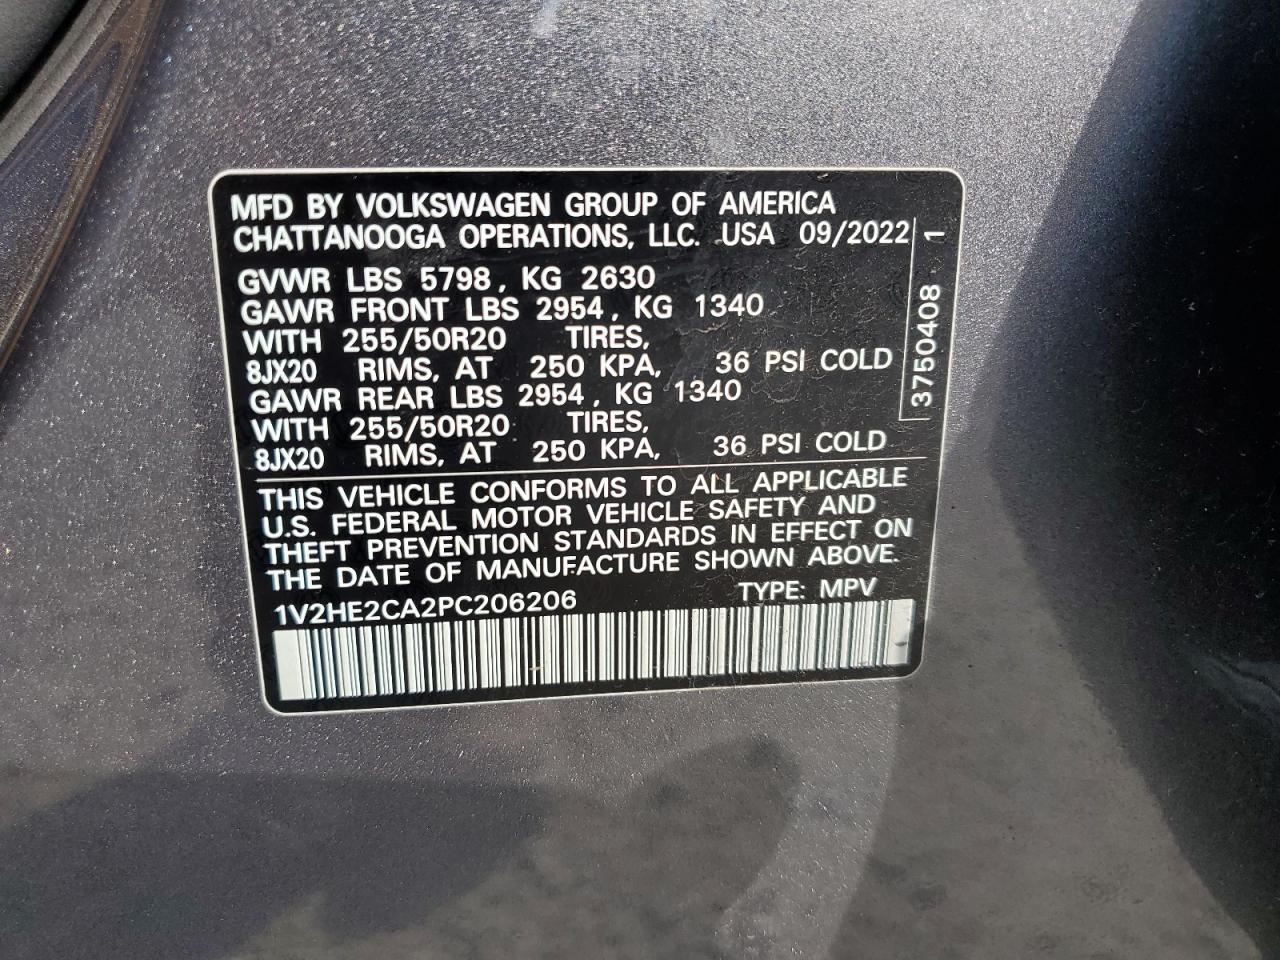 MFD BY VOLKSWAGEN GROUP OF AMERICA
CHATTANOOGA OPERATIONS, LLC. USA 09/2022
GVWR LBS 5798, KG 2630
GAWR FRONT LBS 2954, KG 1340
WITH 255/50R20 TIRES,
8JX20 RIMS, AT 250 KPA, 36 PSI COLD
GAWR REAR LBS 2954, KG 1340
WITH 255/50R20 TIRES,
8JX20 RIMS, AT 250 KPA, 36 PSI COLD
3750408 1
THIS VEHICLE CONFORMS TO ALL APPLICABLE
U.S. FEDERAL MOTOR VEHICLE SAFETY AND
THEFT PREVENTION STANDARDS IN EFFECT ON
THE DATE OF MANUFACTURE SHOWN ABOVE.
1V2HE2CA2PC206206 TYPE: MPV